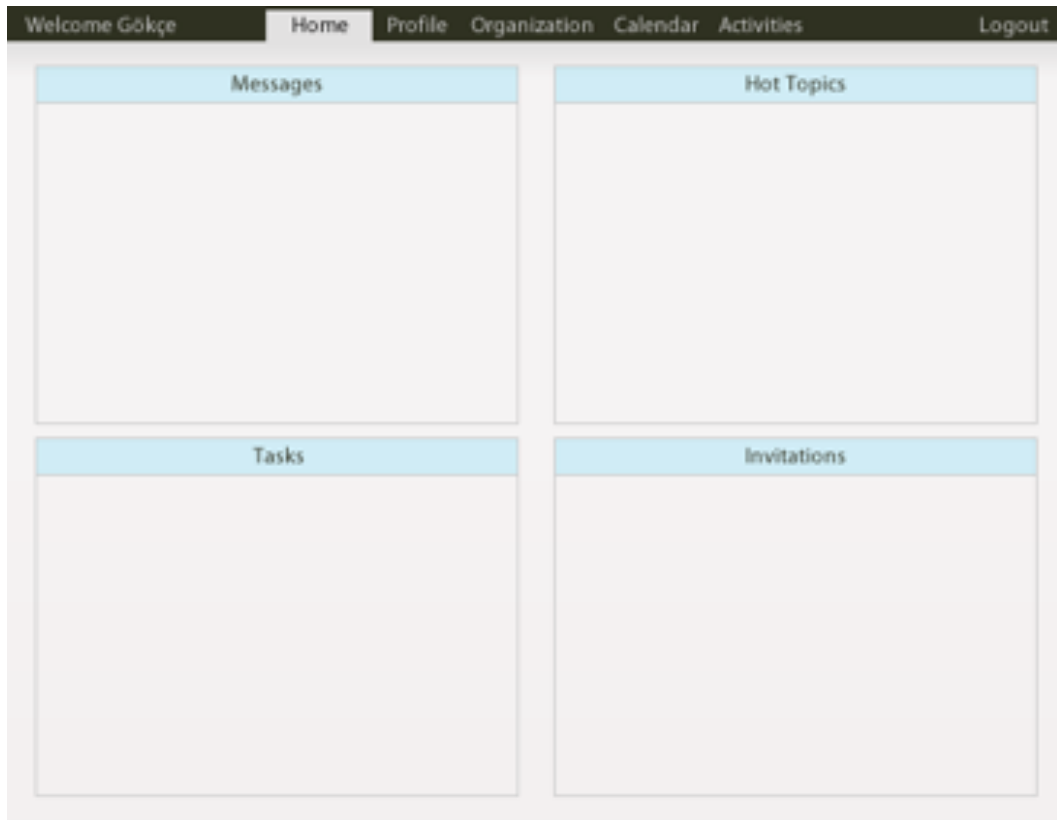 Welcome Gökçe Home Profile Organization Calendar Activities Logout
Messages Hot Topics
Tasks Invitations